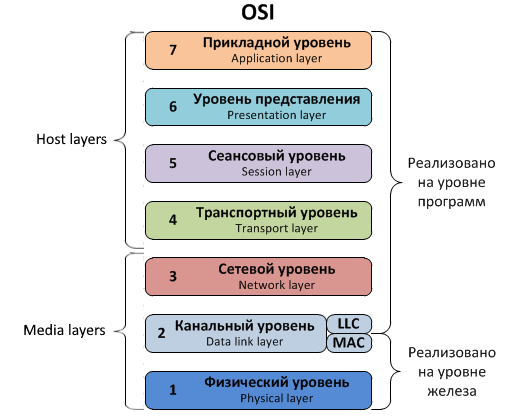 OSI
7 Прикладной уровень
Application layer
6 Уровень представления
Presentation layer
Host layers
5 Сеансовый уровень
Session layer
Реализовано
на уровне
программ
4 Транспортный уровень
Transport layer
3 Сетевой уровень
Network layer
Media layers
2 Канальный уровень
Data link layer
LLC
MAC
Реализовано
на уровне
железа
1 Физический уровень
Physical layer